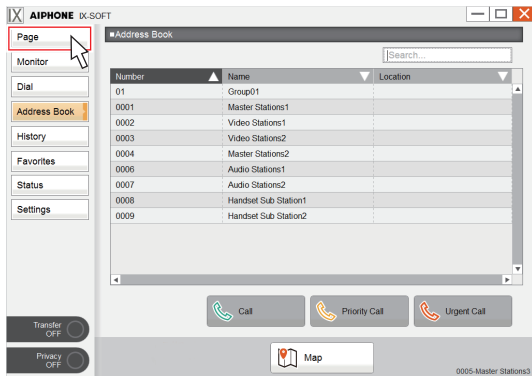 IX AIPHONE IX-SOFT
Page
Monitor
Dial
Address Book
History
Favorites
Status
Settings
Transfer
OFF
Privacy
OFF
■Address Book
Search...
Number Name Location
01 Group01
0001 Master Stations1
0002 Video Stations1
0003 Video Stations2
0004 Master Stations2
0006 Audio Stations1
0007 Audio Stations2
0008 Handset Sub Station1
0009 Handset Sub Station2
Call Priority Call Urgent Call
Map
0005-Master Stations3